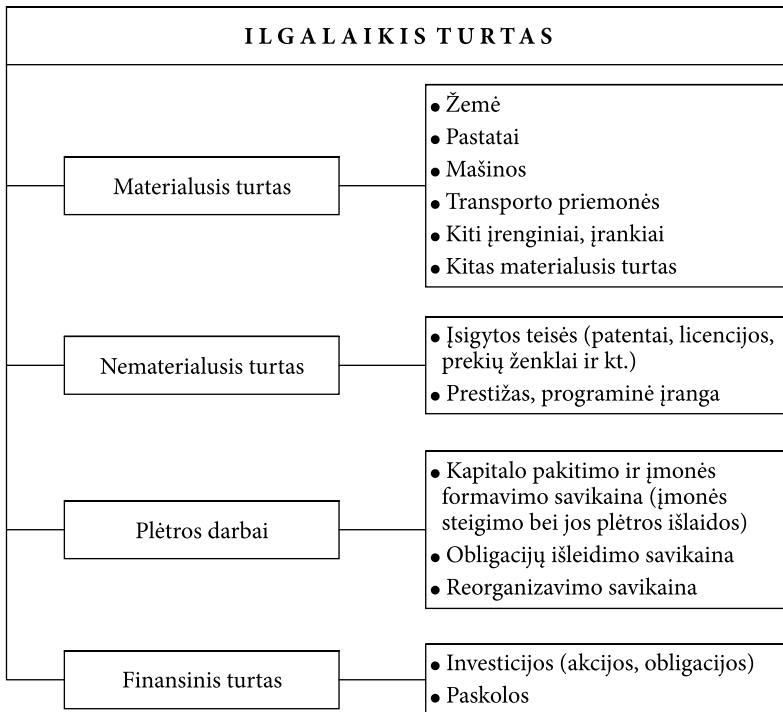 ILGALAIKIS TURTAS
Materialusis turtas
• Žemė
• Pastatai
• Mašinos
• Transporto priemonės
• Kiti įrenginiai, įrankiai
• Kitas materialusis turtas
Nematerialusis turtas
• Įsigytos teisės (patentai, licencijos,
prekių ženklai ir kt.)
• Prestižas, programinė įranga
Plėtros darbai
• Kapitalo pakitimo ir įmonės
formavimo savikaina (įmonės
steigimo bei jos plėtros išlaidos)
• Obligacijų išleidimo savikaina
• Reorganizavimo savikaina
Finansinis turtas
• Investicijos (akcijos, obligacijos)
• Paskolos